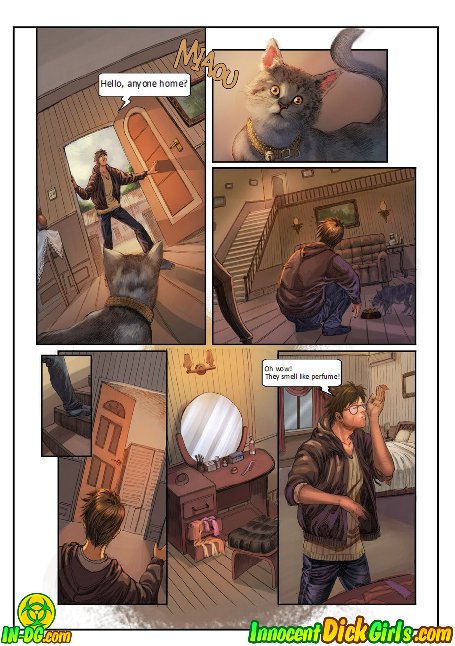 Hello, anyone home?
MIAOU
Oh wow!
They smell like perfume!
IN-DG.com
InnocentDickGirls.com